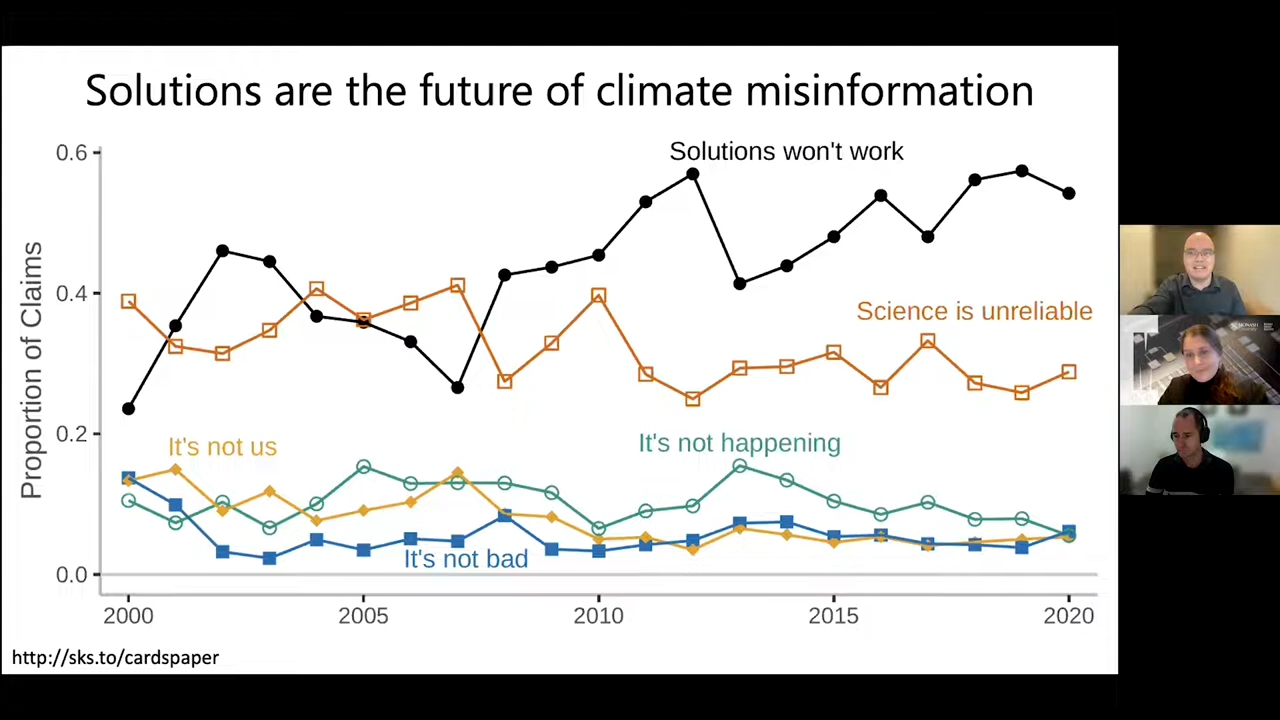 Solutions are the future of climate misinformation
Proportion of Claims
0.6
0.4
0.2
0.0
Solutions won't work
Science is unreliable
It's not us
It's not happening
It's not bad
2000
2005
2010
2015
2020
http://sks.to/cardspaper
MONASH
University